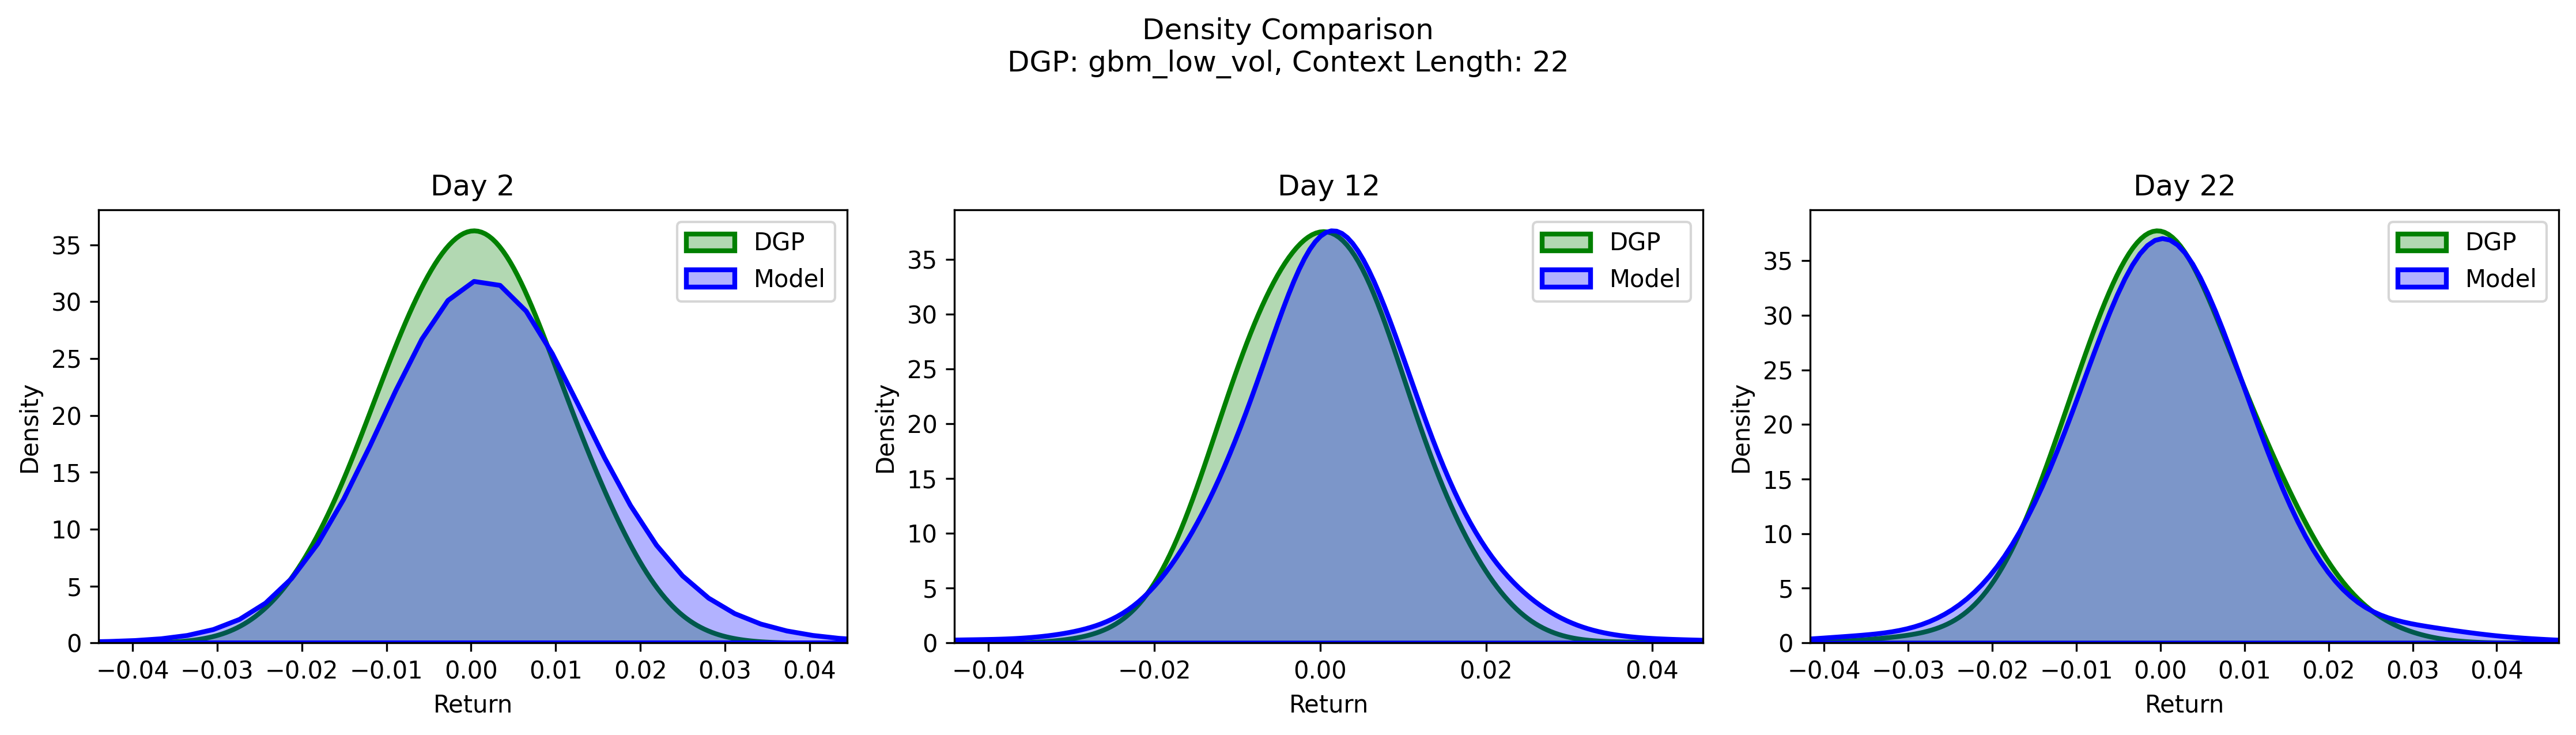 Density Comparison
DGP: gbm_low_vol, Context Length: 22
Day 2
Density
35
30
25
20
15
10
5
0
−0.04 −0.03 −0.02 −0.01 0.00 0.01 0.02 0.03 0.04
Return
DGP
Model
Day 12
Density
35
30
25
20
15
10
5
0
−0.04 −0.02 0.00 0.02 0.04
Return
DGP
Model
Day 22
Density
35
30
25
20
15
10
5
0
−0.04 −0.03 −0.02 −0.01 0.00 0.01 0.02 0.03 0.04
Return
DGP
Model